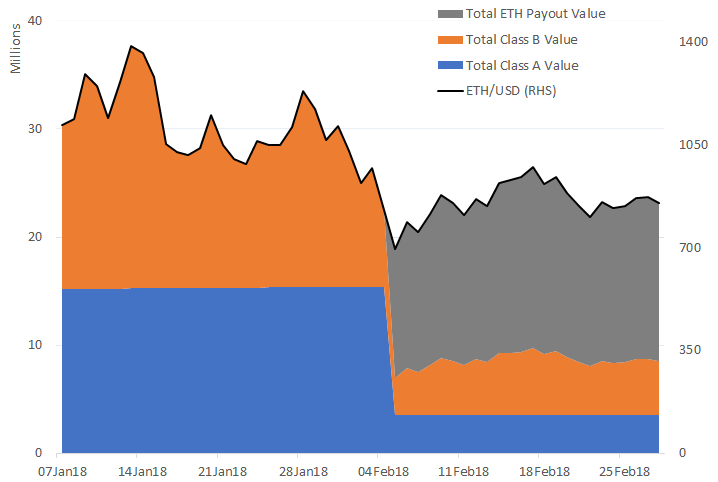 Millions
40
30
20
10
0
Total ETH Payout Value
Total Class B Value
Total Class A Value
ETH/USD (RHS)
1400
1050
700
350
0
07Jan18 14Jan18 21Jan18 28Jan18 04Feb18 11Feb18 18Feb18 25Feb18